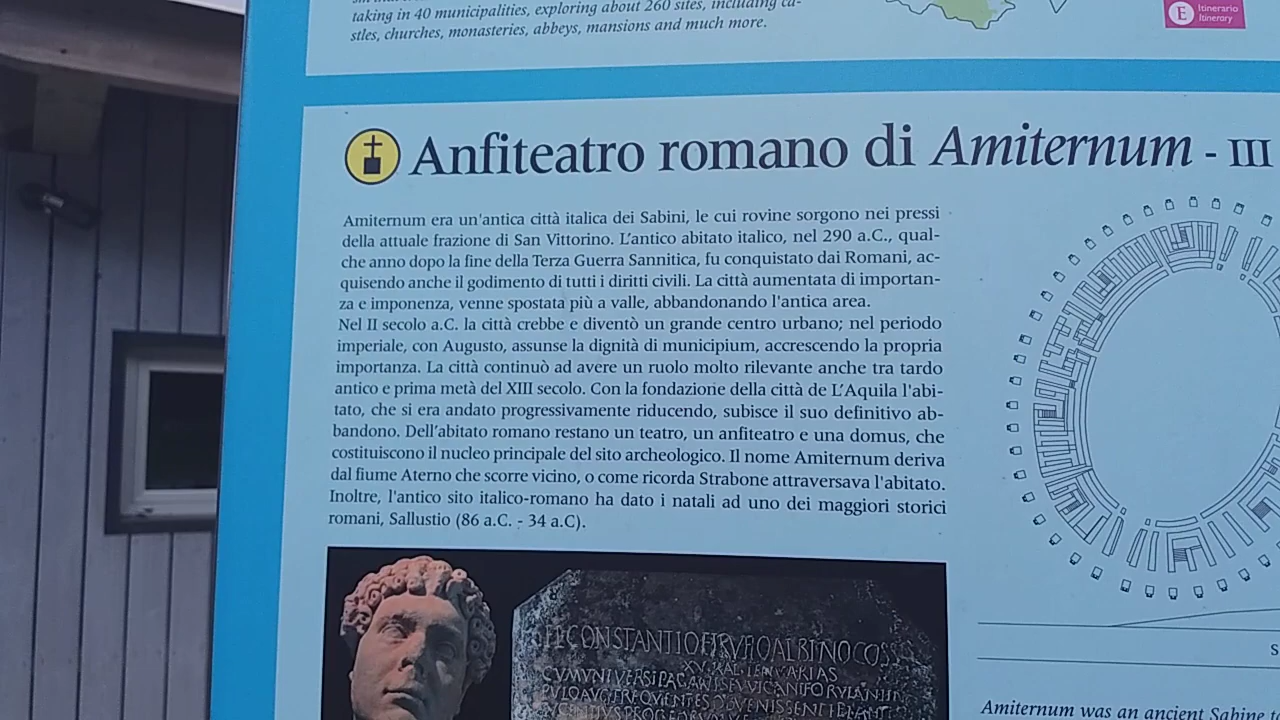 taking in 40 municipalities, exploring about 260 sites, including ca-
stles, churches, monasteries, abbeys, mansions and much more.
E Itinerario
Itinerary
Anfiteatro romano di Amiternum - III
Amiternum era un'antica città italica dei Sabini, le cui rovine sorgono nei pressi
della attuale frazione di San Vittorino. L'antico abitato italico, nel 290 a.C., qual-
che anno dopo la fine della Terza Guerra Sannitica, fu conquistato dai Romani, ac-
quisendo anche il godimento di tutti i diritti civili. La città aumentata di importan-
za e imponenza, venne spostata più a valle, abbandonando l'antica area.
Nel II secolo a.C. la città crebbe e diventò un grande centro urbano; nel periodo
imperiale, con Augusto, assunse la dignità di municipium, accrescendo la propria
importanza. La città continuò ad avere un ruolo molto rilevante anche tra tardo
antico e prima metà del XIII secolo. Con la fondazione della città de L'Aquila l'abi-
tato, che si era andato progressivamente riducendo, subisce il suo definitivo ab-
bandono. Dell'abitato romano restano un teatro, un anfiteatro e una domus, che
costituiscono il nucleo principale del sito archeologico. Il nome Amiternum deriva
dal fiume Aterno che scorre vicino, o come ricorda Strabone attraversava l'abitato.
Inoltre, l'antico sito italico-romano ha dato i natali ad uno dei maggiori storici
romani, Sallustio (86 a.C. - 34 a.C).
Amiternum was an ancient Sabine